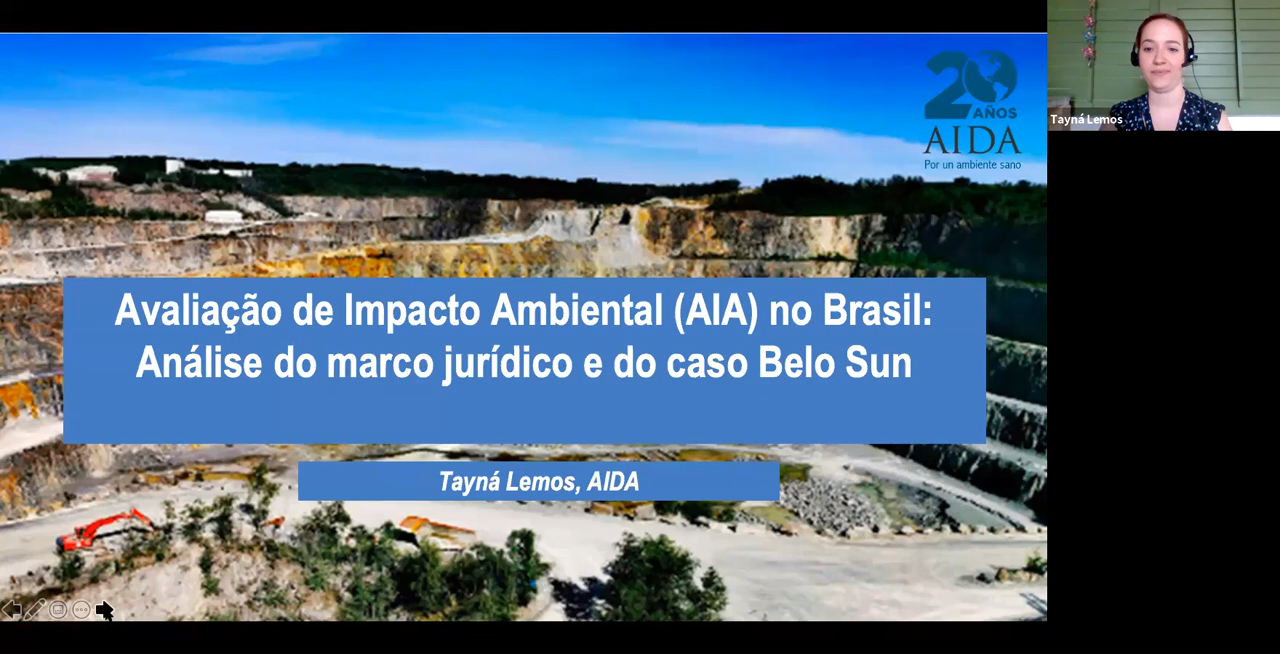 20
AÑOS
AIDA
Por un ambiente sano
Tayná Lemos
Avaliação de Impacto Ambiental (AIA) no Brasil:
Análise do marco jurídico e do caso Belo Sun
Tayná Lemos, AIDA